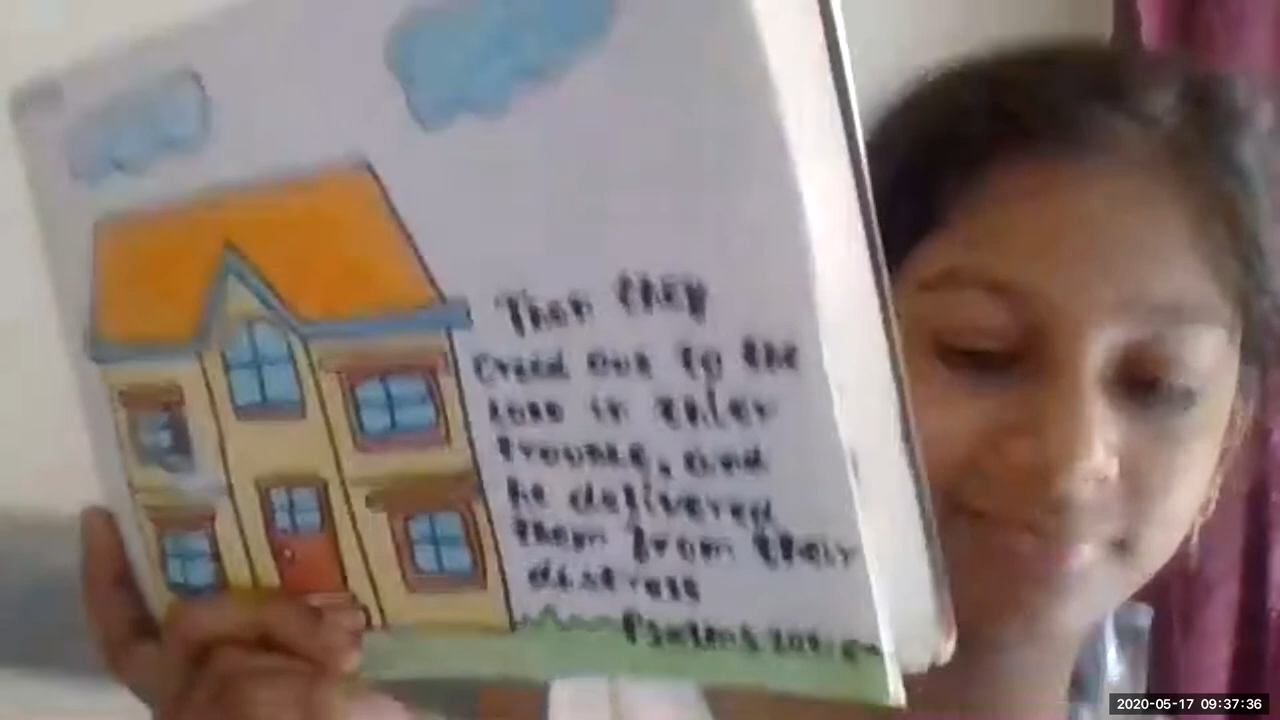 Then they
cried out to the
Lord in thier
trouble, and
he delivered
them from their
distress
Psalms 107:
2020-05-17 09:37:36